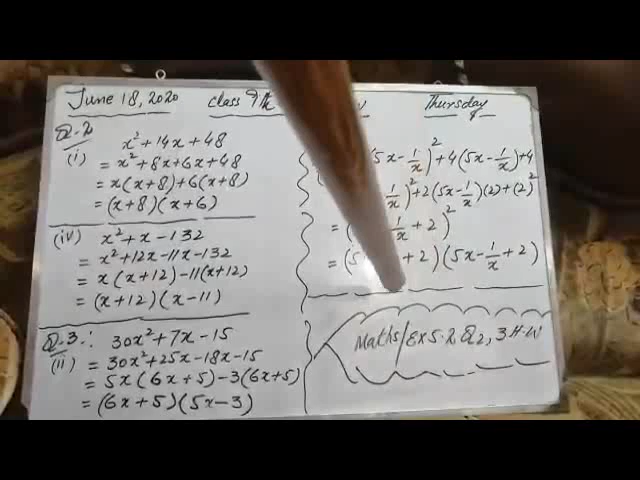 June 18, 2020 class 9th Thursday
Q.2
x²+14x+48
(i) = x²+8x+6x+48
= x(x+8)+6(x+8)
= (x+8)(x+6)
(iv) x²+x-132
= x²+12x-11x-132
= x(x+12)-11(x+12)
= (x+12)(x-11)
Q.3 ∴ 30x²+7x-15
(ii) = 30x²+25x-18x-15
= 5x(6x+5)-3(6x+5)
= (6x+5)(5x-3)
(5x-1/x)²+4(5x-1/x)+4
1/x)²+2(5x-1/x)(2)+(2)²
= ( 1/x+2)²
= (5 +2)(5x-1/x+2)
Maths/Ex5.2 Q2,3 H.W